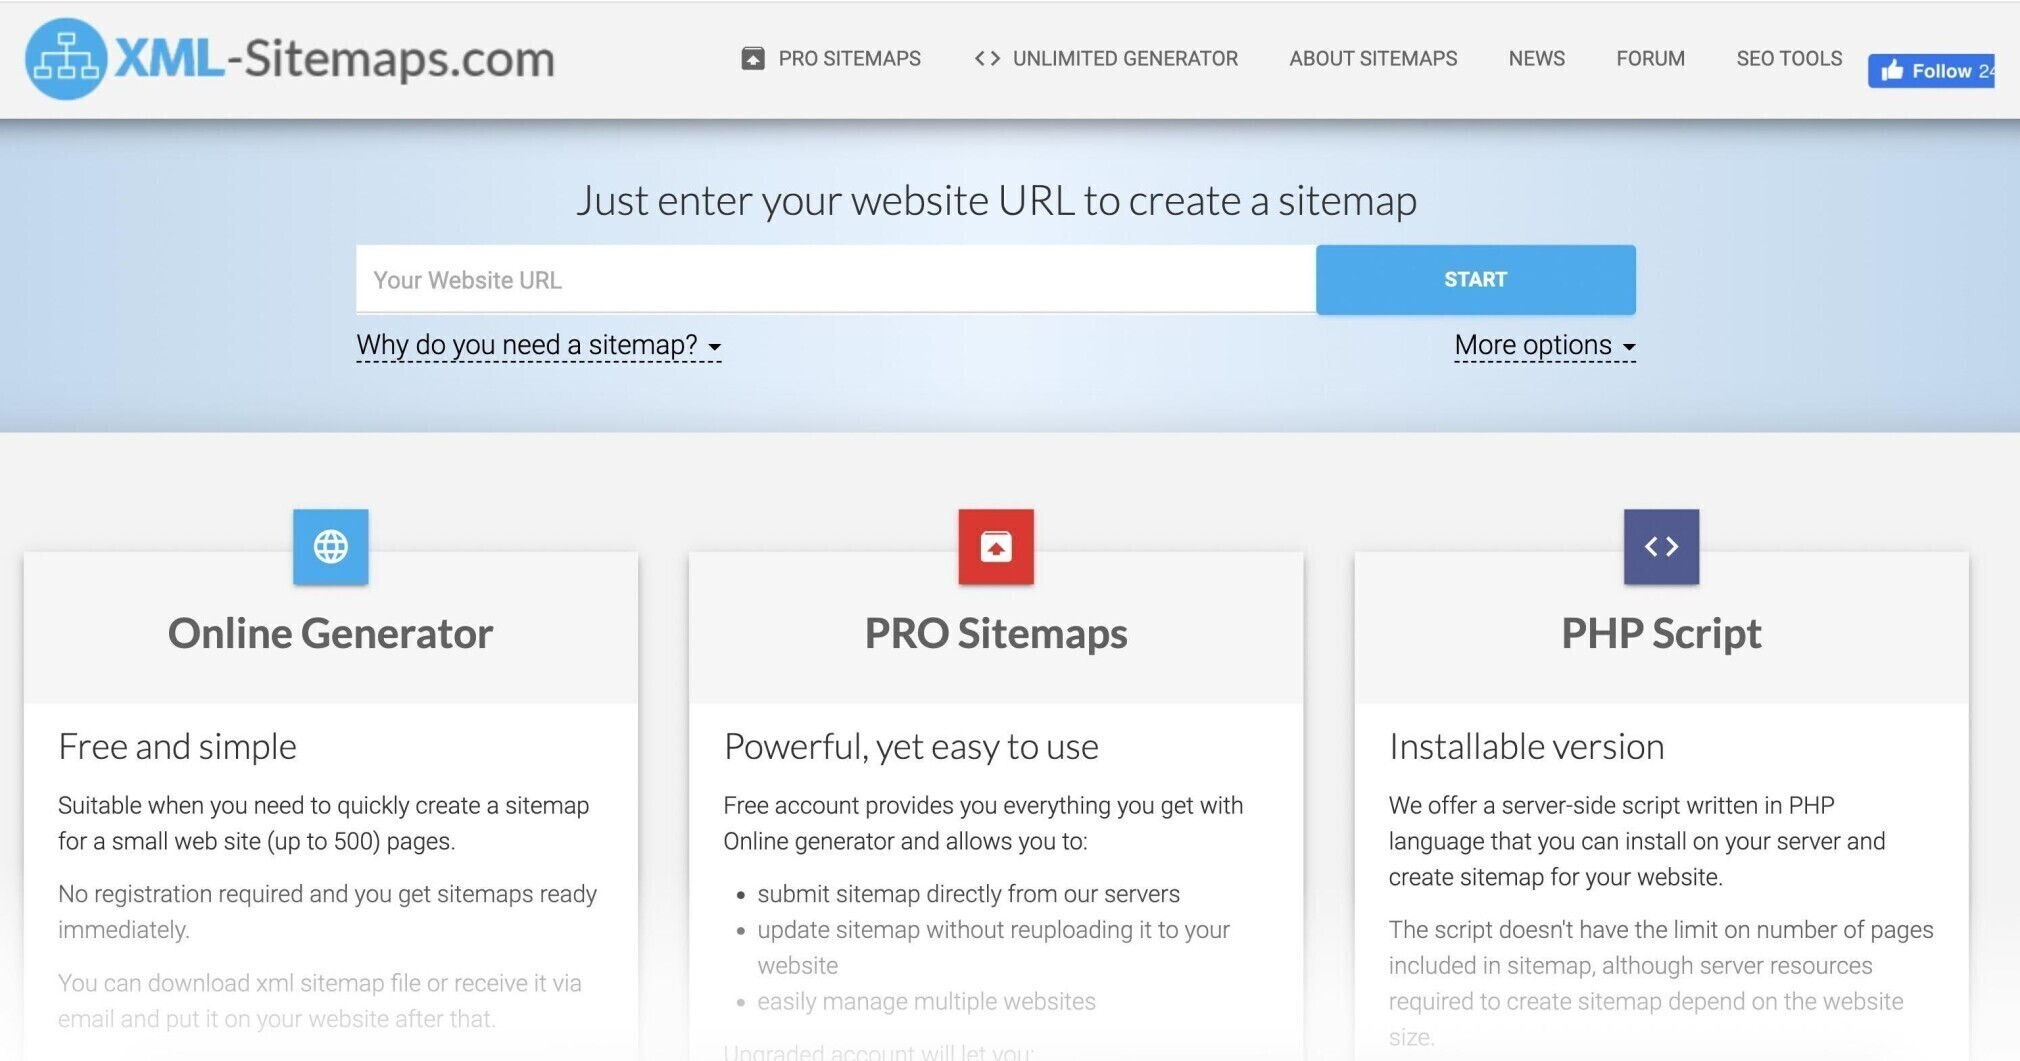 XML-Sitemaps.com
PRO SITEMAPS
<> UNLIMITED GENERATOR
ABOUT SITEMAPS
NEWS
FORUM
SEO TOOLS
Follow 24
Just enter your website URL to create a sitemap
Your Website URL
START
Why do you need a sitemap?
More options
Online Generator
Free and simple
Suitable when you need to quickly create a sitemap
for a small web site (up to 500) pages.
No registration required and you get sitemaps ready
immediately.
You can download xml sitemap file or receive it via
email and put it on your website after that.
PRO Sitemaps
Powerful, yet easy to use
Free account provides you everything you get with
Online generator and allows you to:
• submit sitemap directly from our servers
• update sitemap without reuploading it to your
website
• easily manage multiple websites
Upgraded account will let you:
<>
PHP Script
Installable version
We offer a server-side script written in PHP
language that you can install on your server and
create sitemap for your website.
The script doesn't have the limit on number of pages
included in sitemap, although server resources
required to create sitemap depend on the website
size.